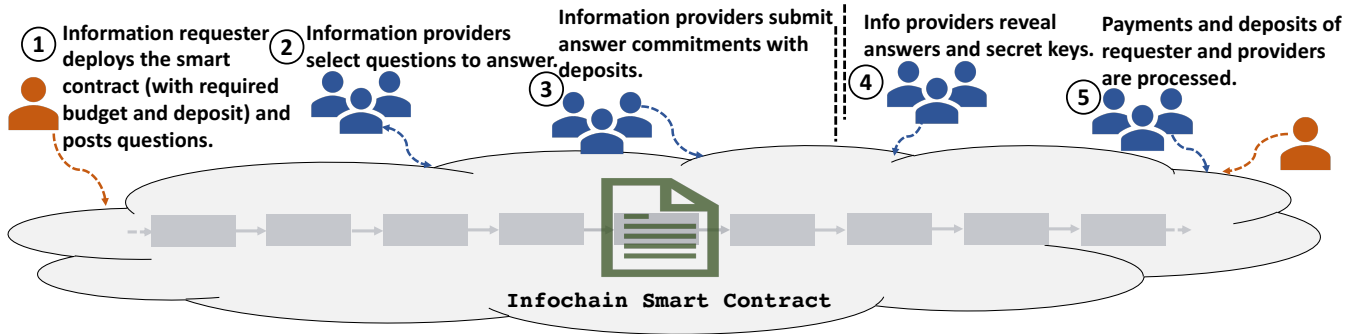 1
Information requester
deploys the smart
contract (with required
budget and deposit) and
posts questions.
2
Information providers
select questions to answer.
3
Information providers submit
answer commitments with
deposits.
4
Info providers reveal
answers and secret keys.
5
Payments and deposits of
requester and providers
are processed.
Infochain Smart Contract